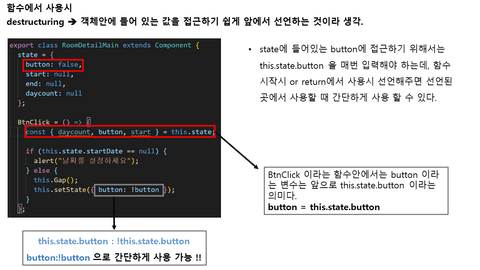 함수에서 사용시
destructuring → 객체안에 들어 있는 값을 접근하기 쉽게 앞에서 선언하는 것이라 생각.
export class RoomDetailMain extends Component {
state = {
button: false,
start: null,
end: null,
daycount: null
};
BtnClick = () => {
const { daycount, button, start } = this.state;
if (this.state.startDate == null) {
alert("날짜를 설정하세요");
} else {
this.Gap();
this.setState({ button: !button });
}
};
• state에 들어있는 button에 접근하기 위해서는
this.state.button 을 매번 입력해야 하는데, 함수
시작시 or return에서 사용시 선언해주면 선언된
곳에서 사용할 때 간단하게 사용 할 수 있다.
BtnClick 이라는 함수안에서는 button 이라
는 변수는 앞으로 this.state.button 이라는
의미다.
button = this.state.button
this.state.button : !this.state.button
button:!button 으로 간단하게 사용 가능 !!